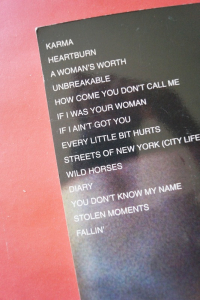 KARMA
HEARTBURN
A WOMAN'S WORTH
UNBREAKABLE
HOW COME YOU DON'T CALL ME
IF I WAS YOUR WOMAN
IF I AIN'T GOT YOU
EVERY LITTLE BIT HURTS
STREETS OF NEW YORK (CITY LIFE
WILD HORSES
DIARY
YOU DON'T KNOW MY NAME
STOLEN MOMENTS
FALLIN'